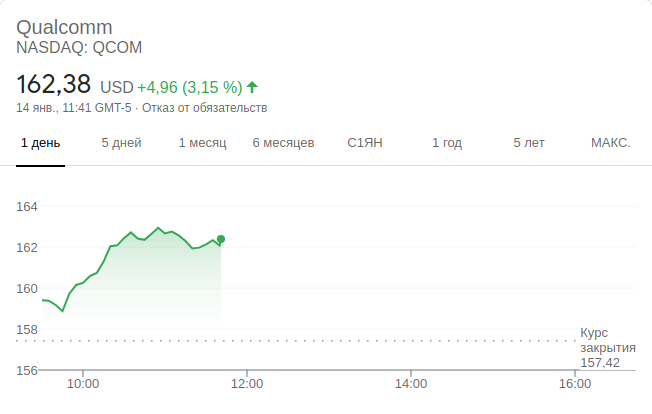 Qualcomm
NASDAQ: QCOM
162,38 USD +4,96 (3,15 %)
14 янв., 11:41 GMT-5 · Отказ от обязательств
1 день 5 дней 1 месяц 6 месяцев С1ЯН 1 год 5 лет МАКС.
164
162
160
158
Курс
закрытия
157,42
156
10:00 12:00 14:00 16:00